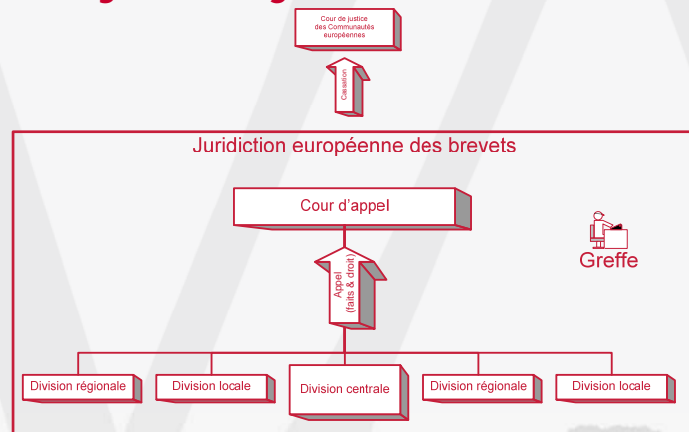 Cour de justice
des Communautés
européennes
Cassation
Juridiction européenne des brevets
Cour d'appel
Greffe
Appel
(faits & droit)
Division régionale
Division locale
Division centrale
Division régionale
Division locale